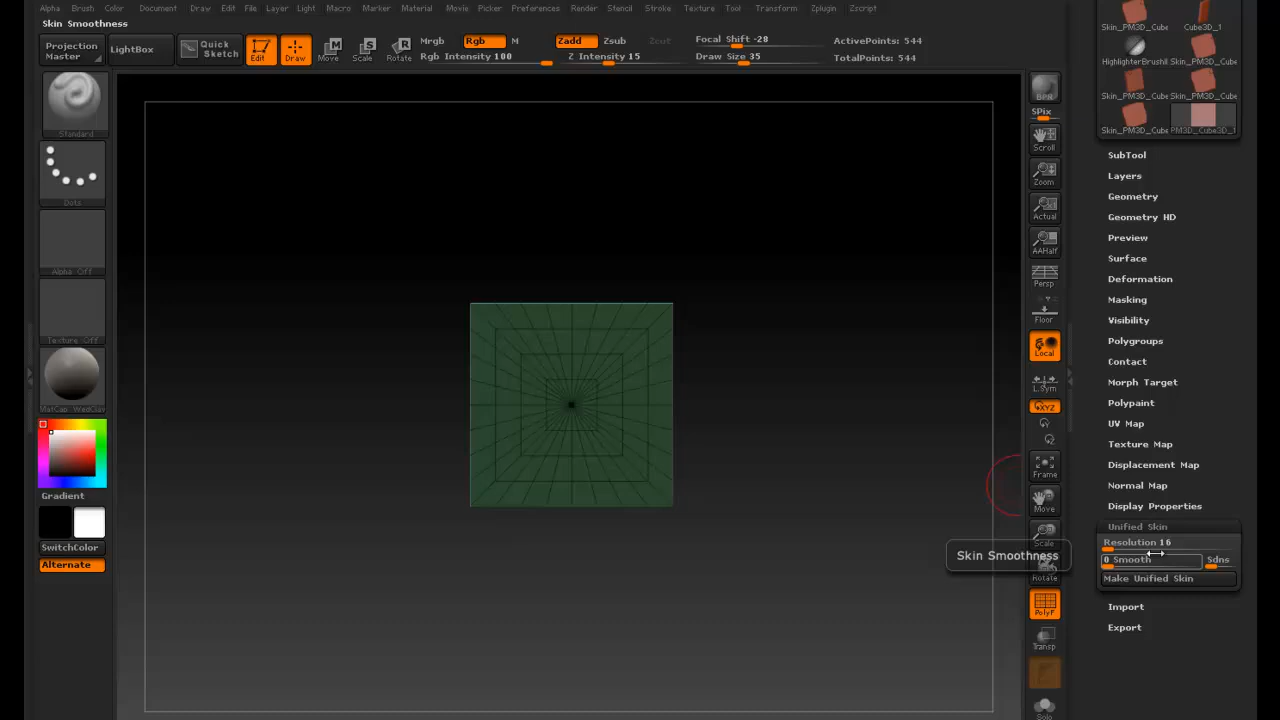 Alpha Brush Color Document Draw Edit File Layer Light Macro Marker Material Movie Picker Preferences Render Stencil Stroke Texture Tool Transform Zplugin Zscript
Skin Smoothness
Projection Master
LightBox
Quick Sketch
Edit
Draw
Move
Scale
Rotate
Mrgb Rgb M
Rgb Intensity 100
Zadd Zsub Zcut
Z Intensity 15
Focal Shift -28
Draw Size 35
ActivePoints: 544
TotalPoints: 544
Standard
Dots
Alpha Off
Texture Off
MatCap
Gradient
SwitchColor
Alternate
BPR
SPix
Scroll
Zoom
Actual
AAHalf
Persp
Floor
Local
L.Sym
XYZ
Frame
Move
Scale
Rotate
PolyF
Transp
Solo
Skin Smoothness
Skin_PM3D_Cube Cube3D_1
Skin_PM3D_Cube
Skin_PM3D_Cube Skin_PM3D_Cube
Skin_PM3D_Cube PM3D_Cube3D_1
SubTool
Layers
Geometry
Geometry HD
Preview
Surface
Deformation
Masking
Visibility
Polygroups
Contact
Morph Target
Polypaint
UV Map
Texture Map
Displacement Map
Normal Map
Display Properties
Unified Skin
Resolution 16
0 Smooth Sdns
Make Unified Skin
Import
Export